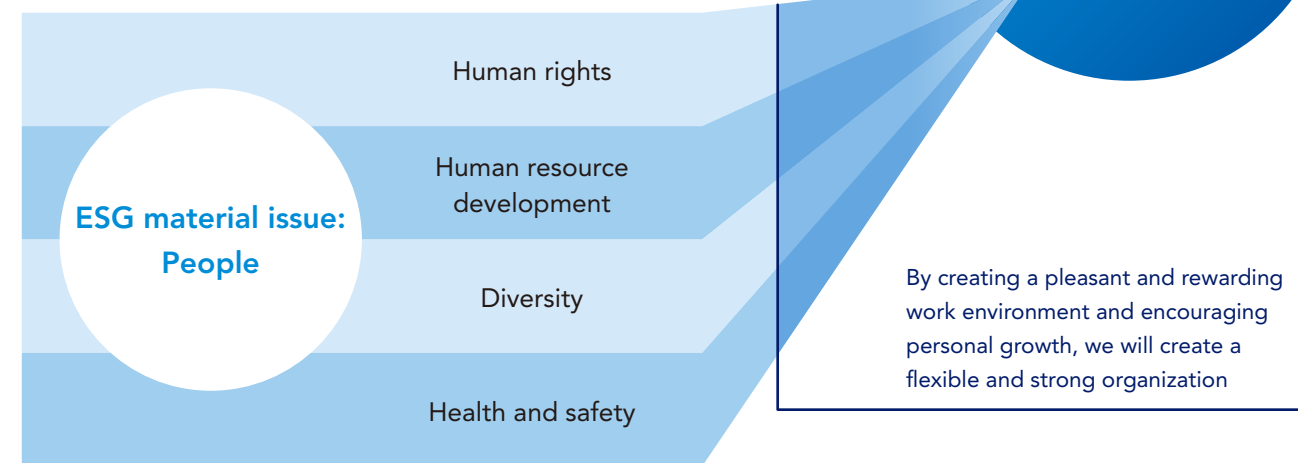 Human rights
Human resource
development
ESG material issue:
People
Diversity
Health and safety
By creating a pleasant and rewarding
work environment and encouraging
personal growth, we will create a
flexible and strong organization